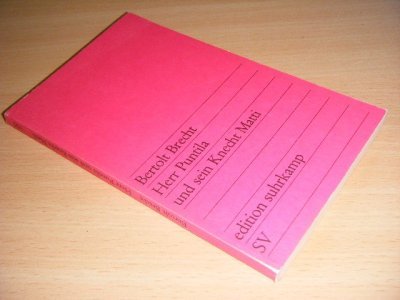 Bertolt Brecht
Herr Puntila
und sein Knecht Matti
edition suhrkamp
SV